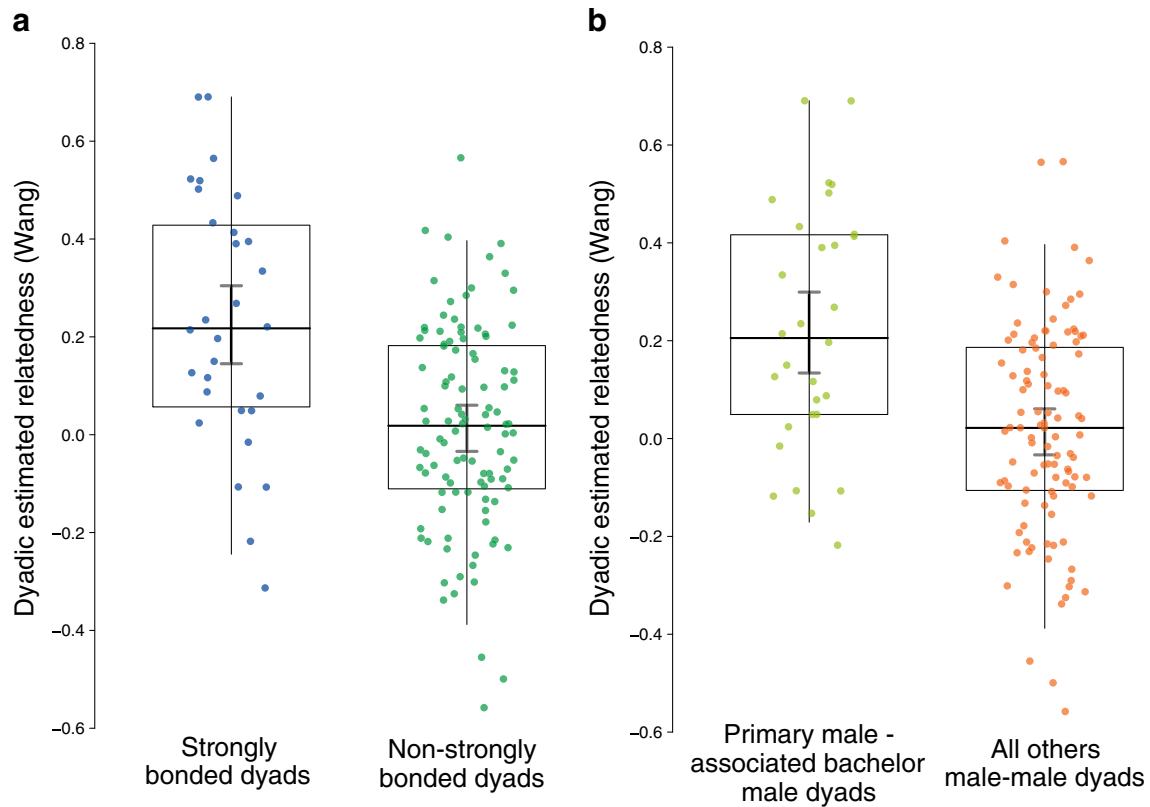 a
Dyadic estimated relatedness (Wang)
0.8
0.6
0.4
0.2
0.0
−0.2
−0.4
−0.6
Strongly
bonded dyads
Non-strongly
bonded dyads
b
Dyadic estimated relatedness (Wang)
0.8
0.6
0.4
0.2
0.0
−0.2
−0.4
−0.6
Primary male -
associated bachelor
male dyads
All others
male-male dyads